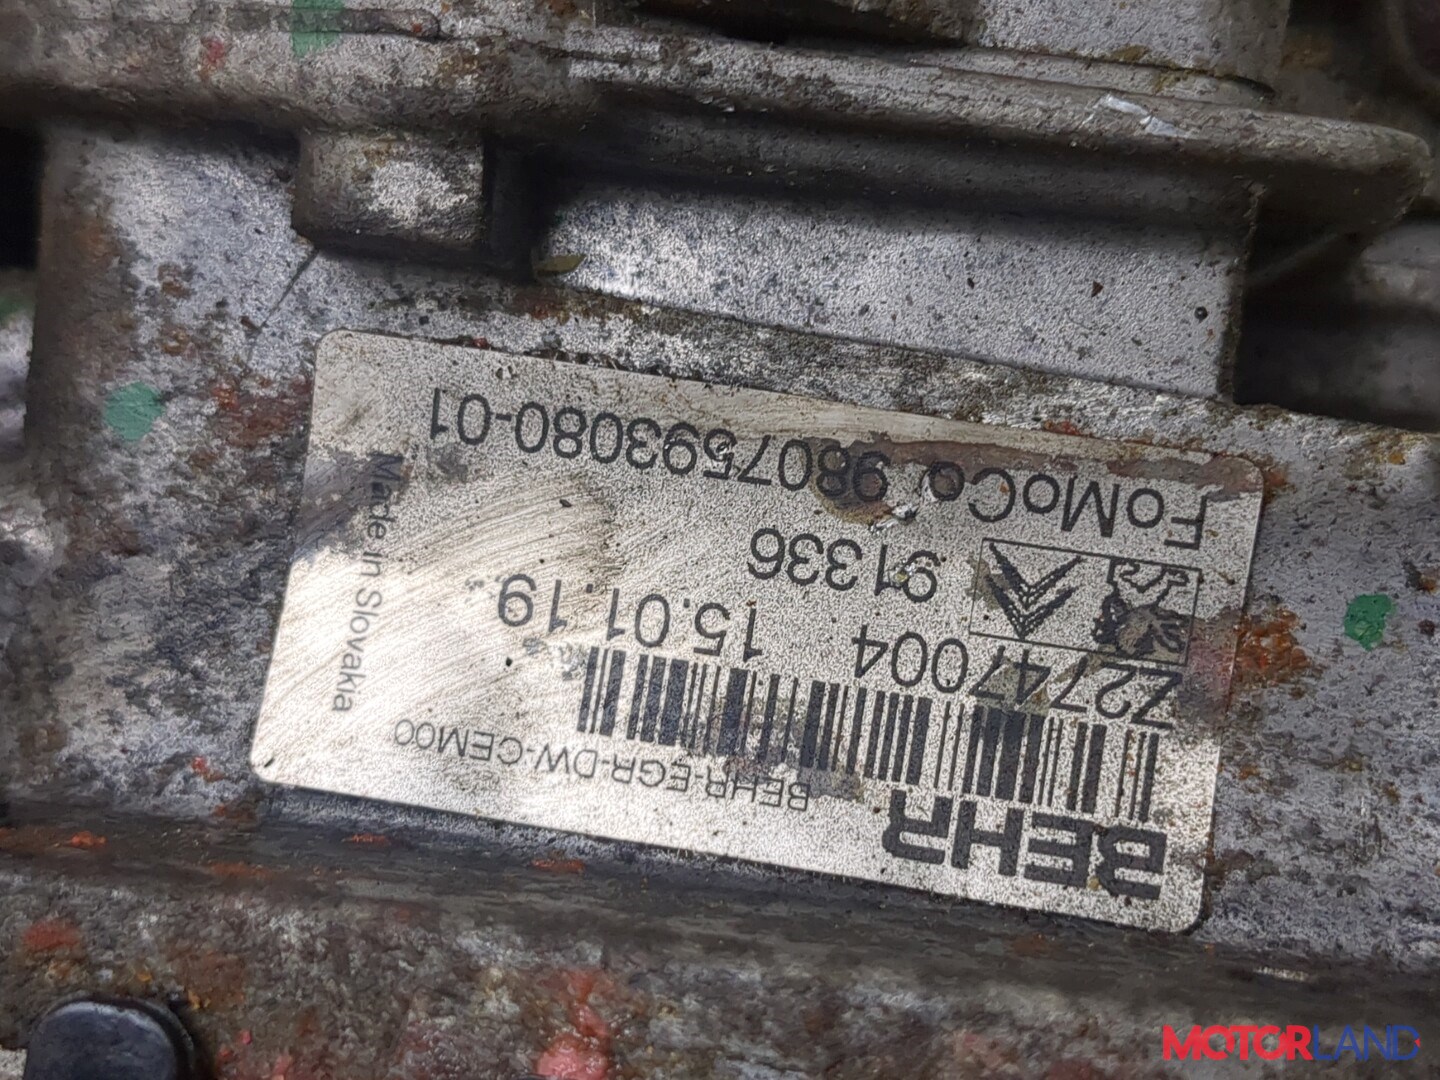 BEHR
BEHR-EGR-DW-CEM00
Z2747004 15.01.19
91336
FoMoCo 9807593080-01
Made in Slovakia
MOTORLAND